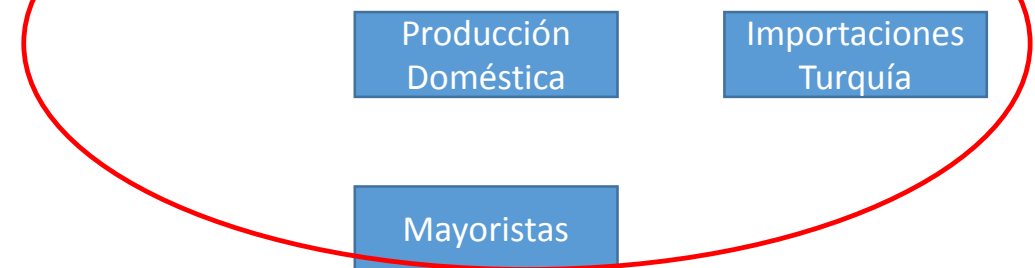 Producción
Doméstica
Importaciones
Turquía
Mayoristas